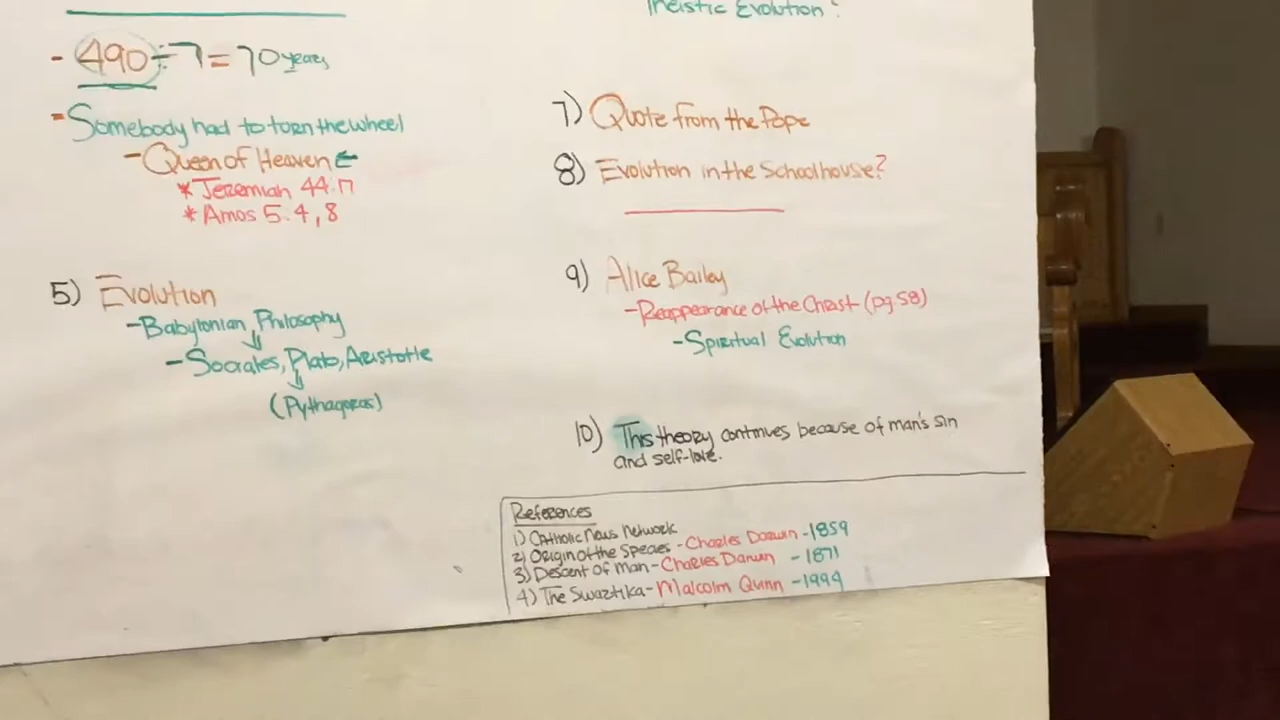 - 490 ÷ 7 = 70 years
- Somebody had to torn the wheel
- Queen of Heaven ←
* Jeremiah 44:17
* Amos 5:4,8
5) Evolution
- Babylonian Philosophy
- Socrates, Plato, Aristotle
(Pythagoras)
Theistic Evolution?
7) Quote from the Pope
8) Evolution in the Schoolhouse?
9) Alice Bailey
- Reappearance of the Christ (pg. 58)
- Spiritual Evolution
10) This theory continues because of man's sin
and self-love.
References
1) Catholic News Network
2) Origin of the Species - Charles Darwin - 1859
3) Descent of man - Charles Darwin - 1871
4) The Swaztika - Malcolm Quinn - 1994